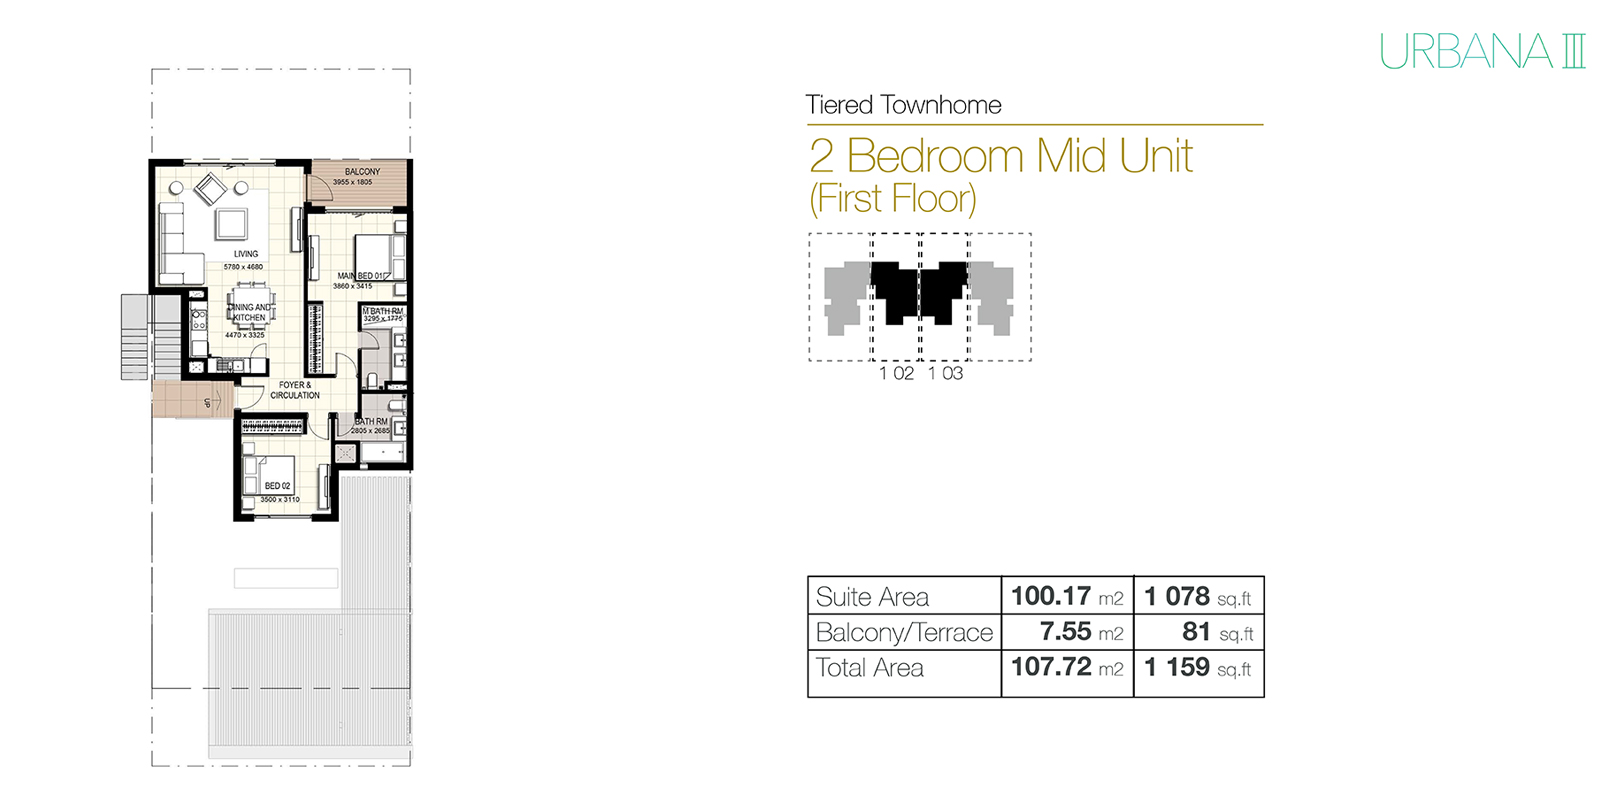 URBANA III
Tiered Townhome
2 Bedroom Mid Unit
(First Floor)
1 02 1 03
Suite Area 100.17 m2 1 078 sq.ft
Balcony/Terrace 7.55 m2 81 sq.ft
Total Area 107.72 m2 1 159 sq.ft
BALCONY
3955 x 1805
LIVING
5780 x 4680
MAIN BED 01
3860 x 3415
DINING AND
KITCHEN
4470 x 3325
M BATH RM
3295 x 1775
FOYER &
CIRCULATION
UP
BATH RM
2805 x 2685
BED 02
3500 x 3110